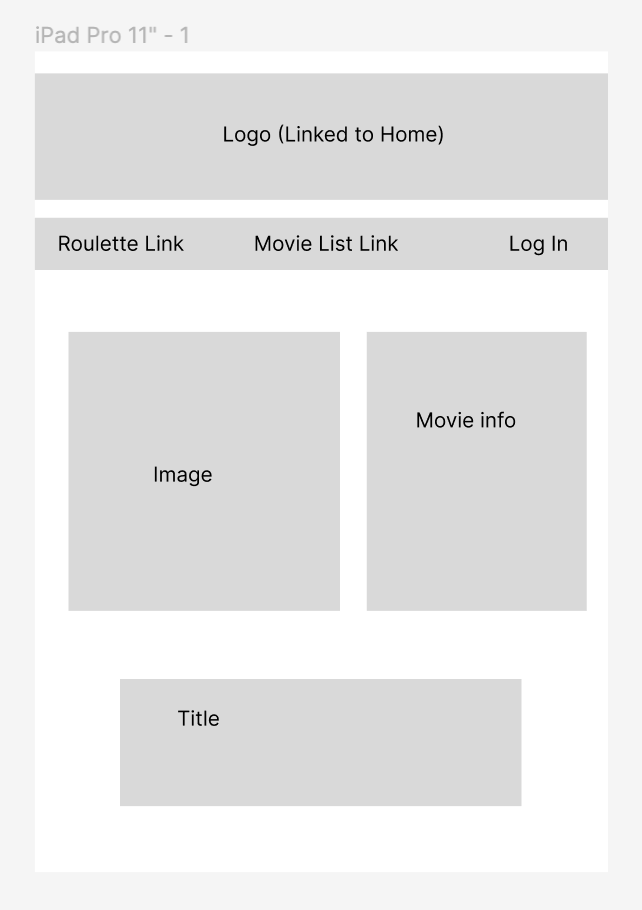 iPad Pro 11" - 1
Logo (Linked to Home)
Roulette Link Movie List Link Log In
Movie info
Image
Title